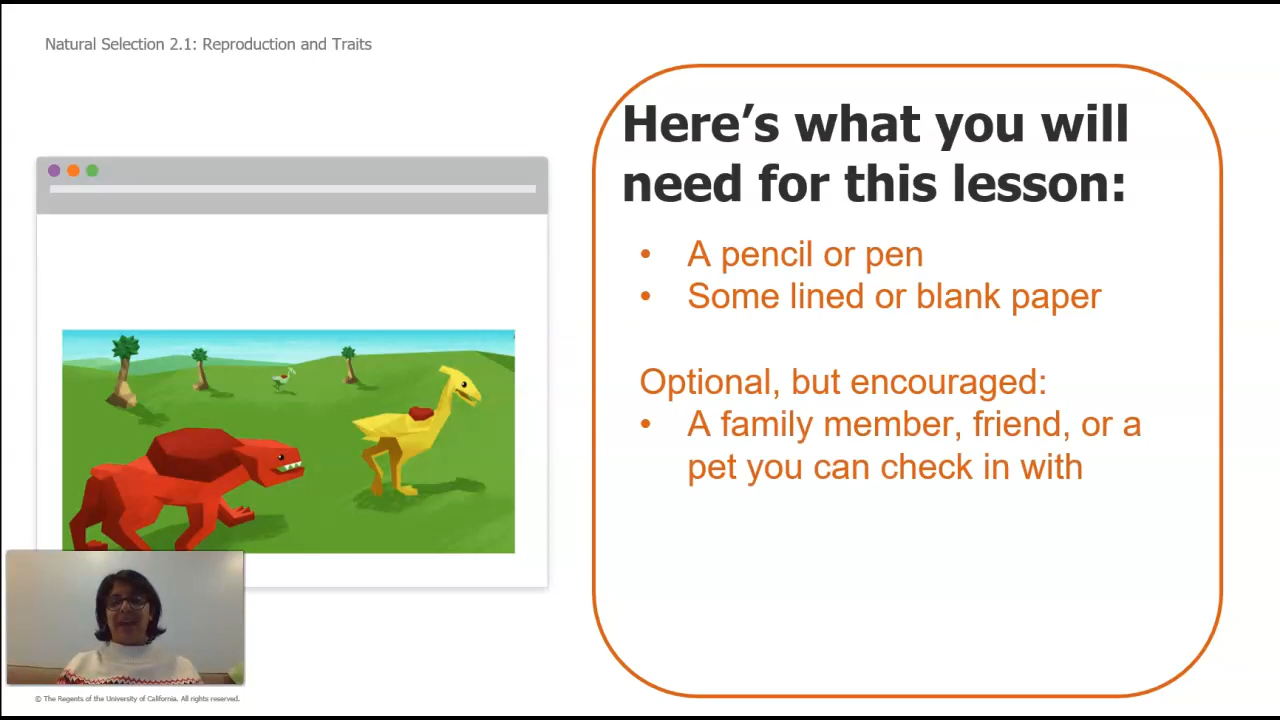 Natural Selection 2.1: Reproduction and Traits
Here’s what you will
need for this lesson:
• A pencil or pen
• Some lined or blank paper
Optional, but encouraged:
• A family member, friend, or a
pet you can check in with
© The Regents of the University of California. All rights reserved.